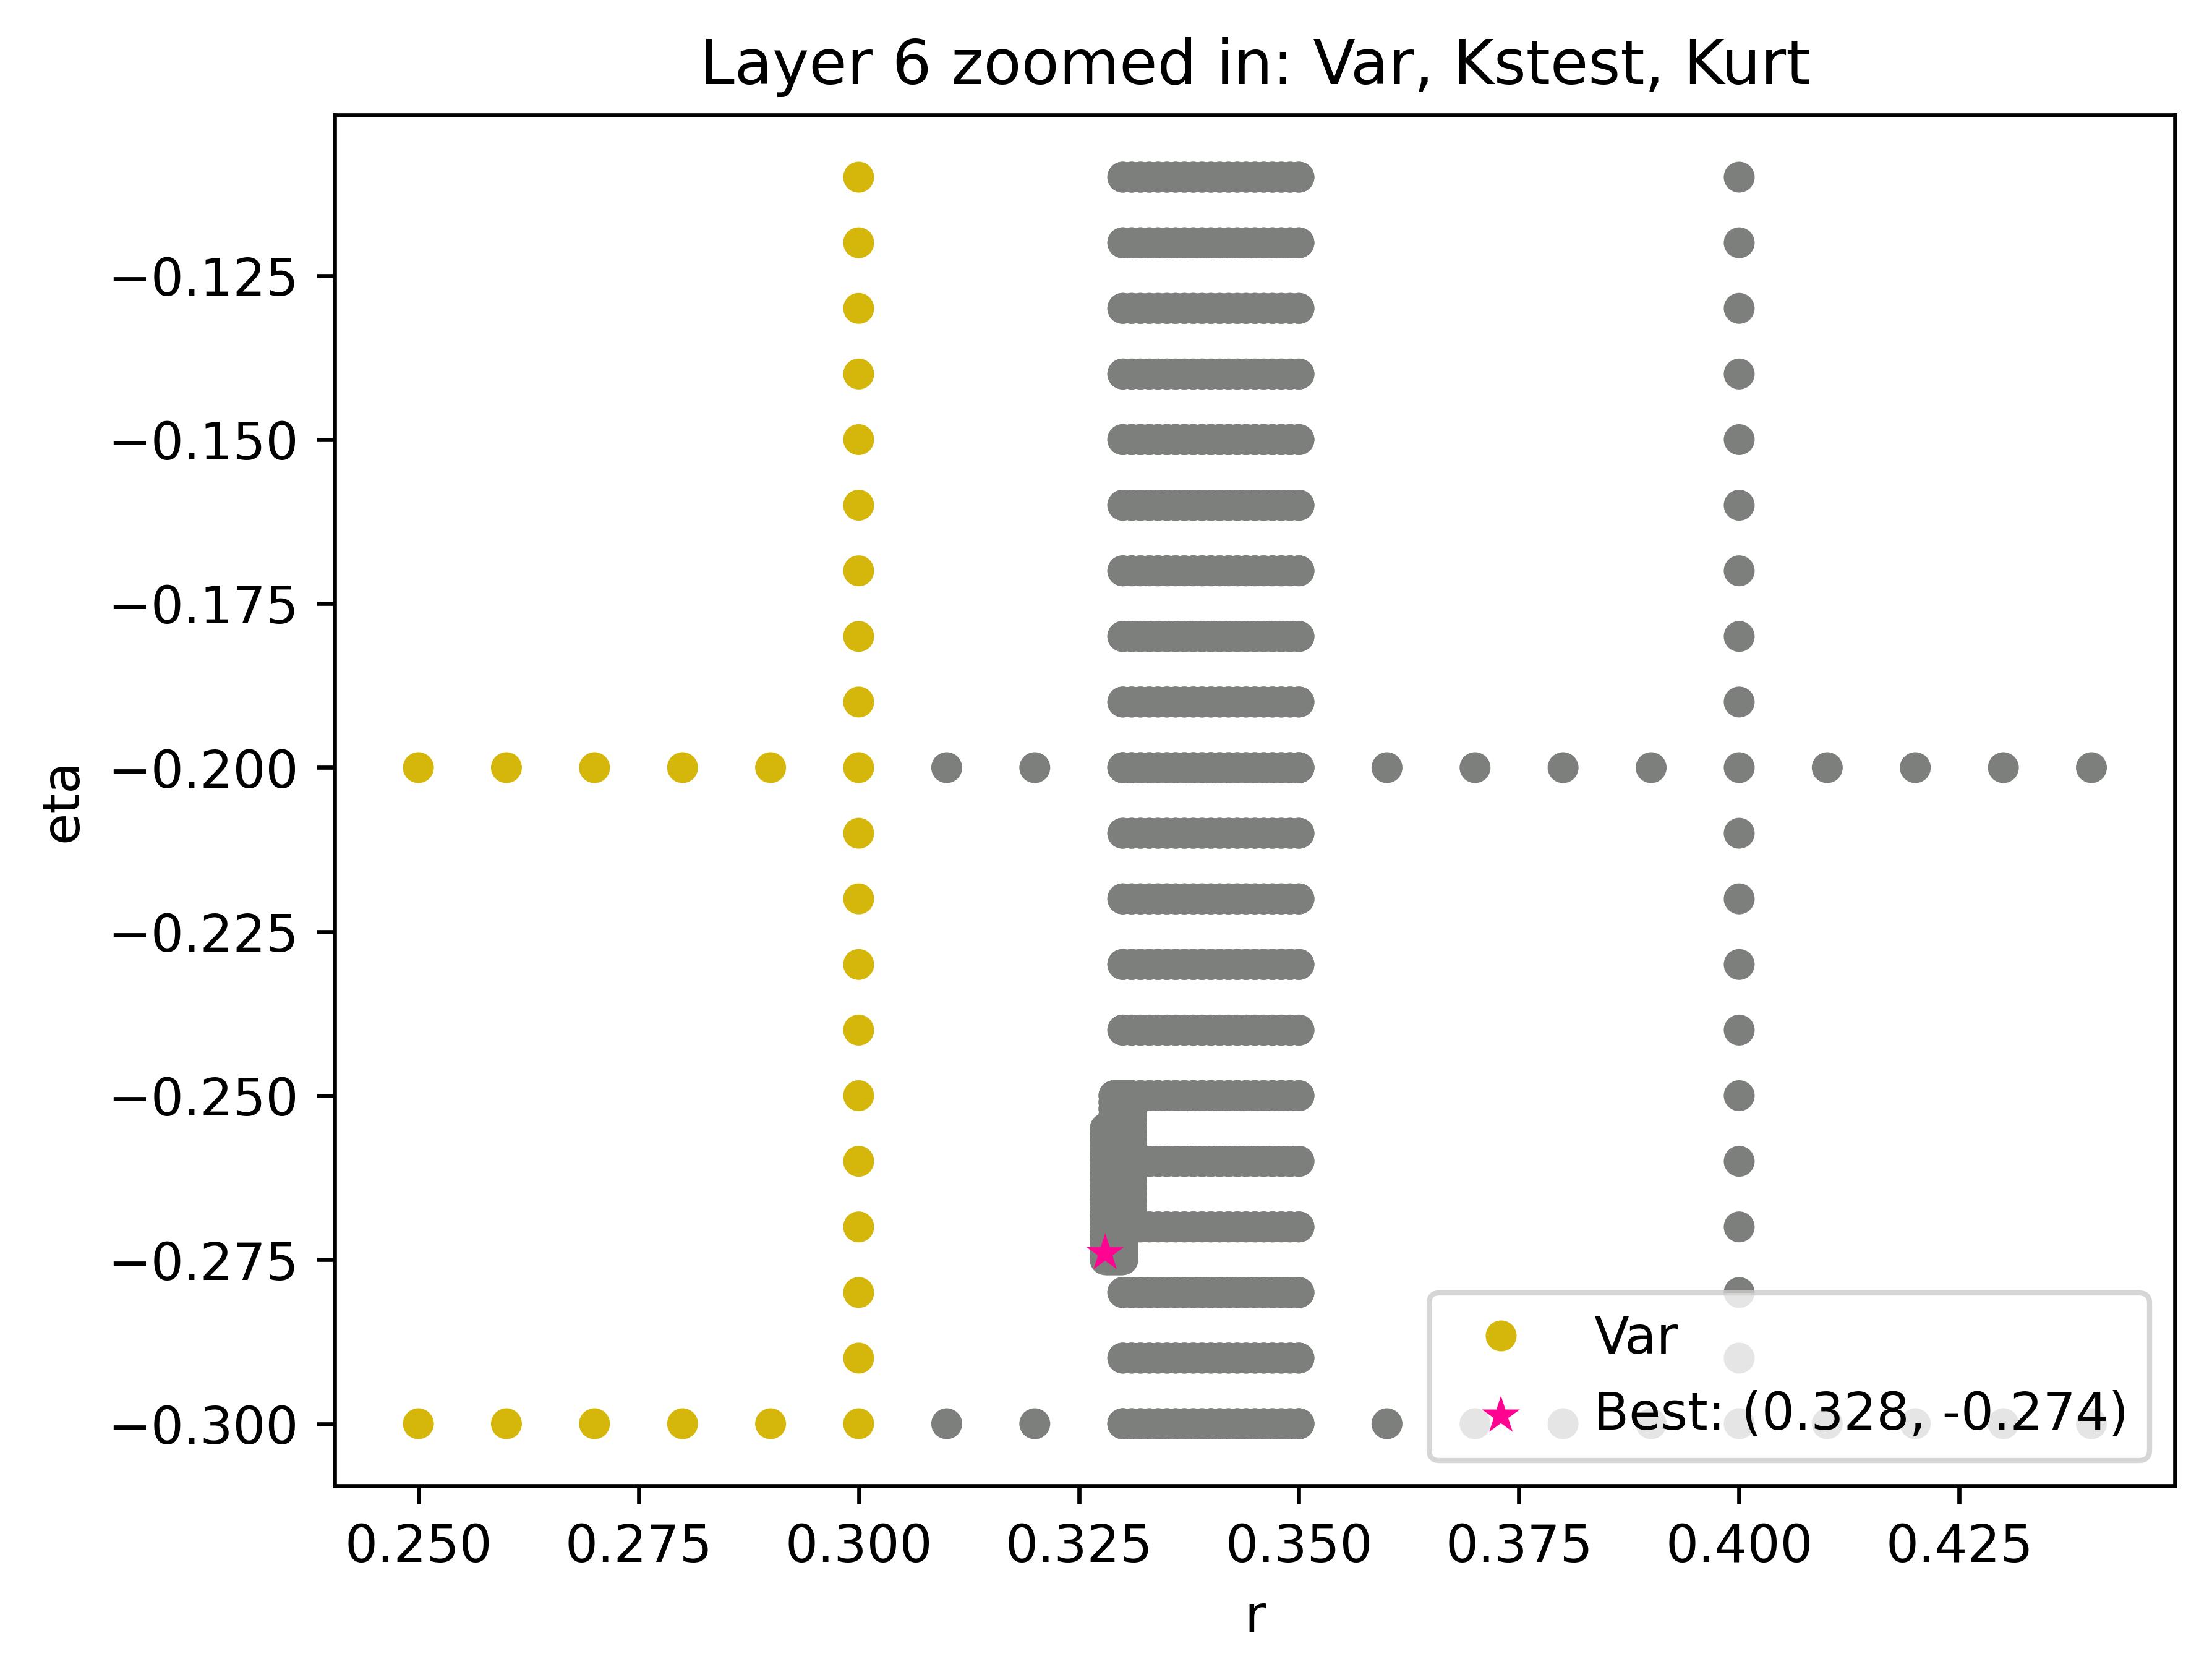 Layer 6 zoomed in: Var, Kstest, Kurt
eta
−0.125
−0.150
−0.175
−0.200
−0.225
−0.250
−0.275
−0.300
Var
Best: (0.328, -0.274)
0.250 0.275 0.300 0.325 0.350 0.375 0.400 0.425
r